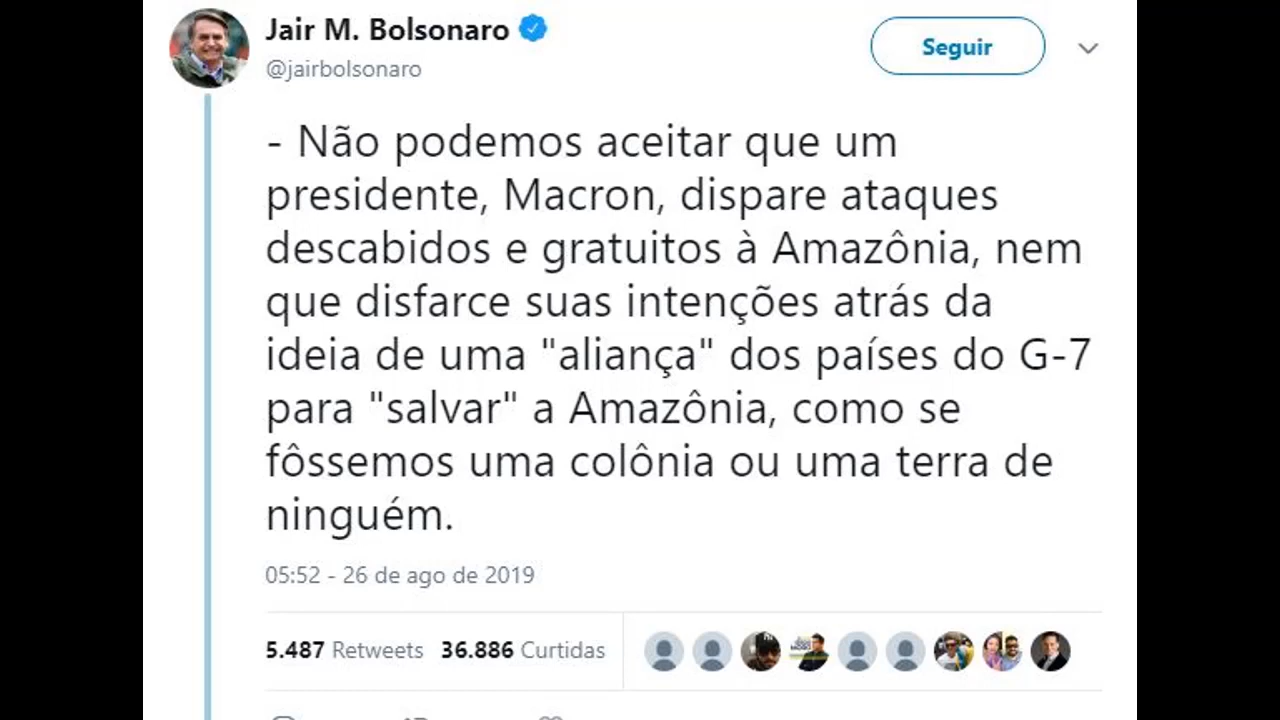 Jair M. Bolsonaro
@jairbolsonaro
Seguir
- Não podemos aceitar que um
presidente, Macron, dispare ataques
descabidos e gratuitos à Amazônia, nem
que disfarce suas intenções atrás da
ideia de uma "aliança" dos países do G-7
para "salvar" a Amazônia, como se
fôssemos uma colônia ou uma terra de
ninguém.
05:52 - 26 de ago de 2019
5.487 Retweets 36.886 Curtidas